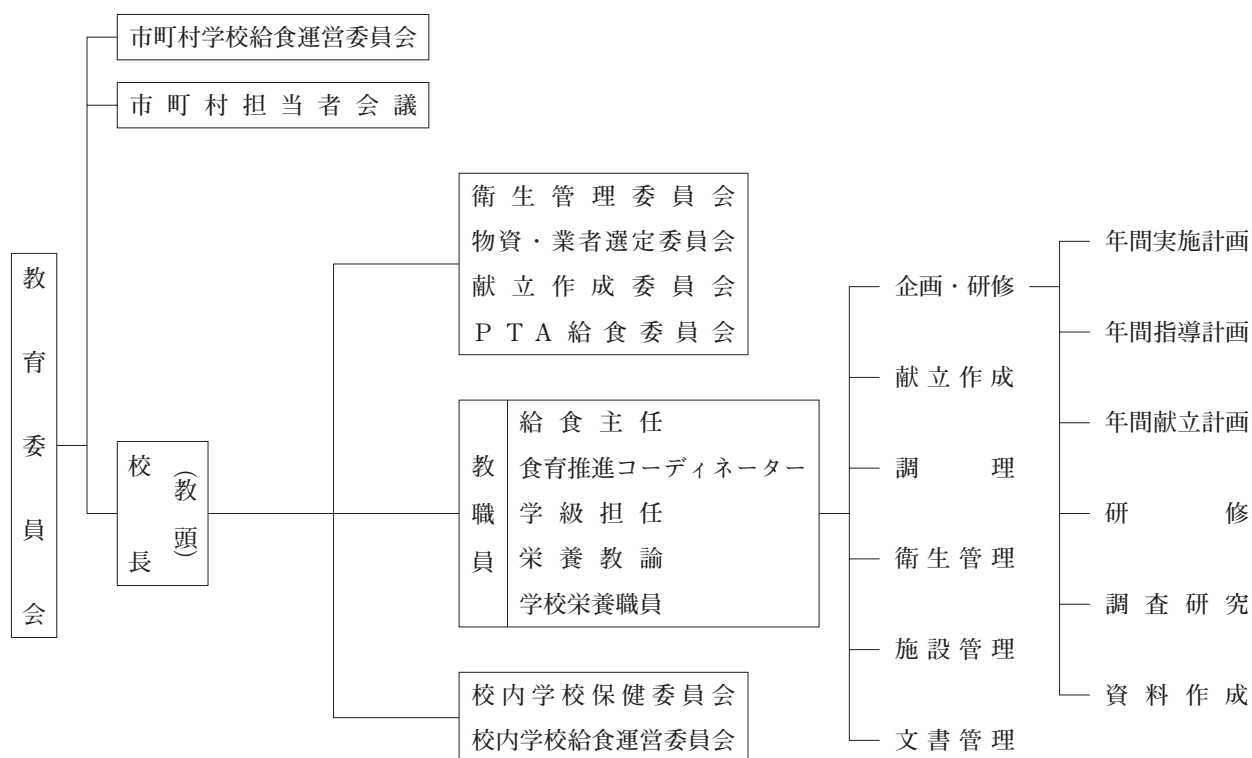 市町村学校給食運営委員会
市町村担当者会議
教育委員会
校長
(教頭)
衛生管理委員会
物資・業者選定委員会
献立作成委員会
PTA給食委員会
教職員
給食主任
食育推進コーディネーター
学級担任
栄養教諭
学校栄養職員
校内学校保健委員会
校内学校給食運営委員会
企画・研修
献立作成
調理
衛生管理
施設管理
文書管理
年間実施計画
年間指導計画
年間献立計画
研修
調査研究
資料作成